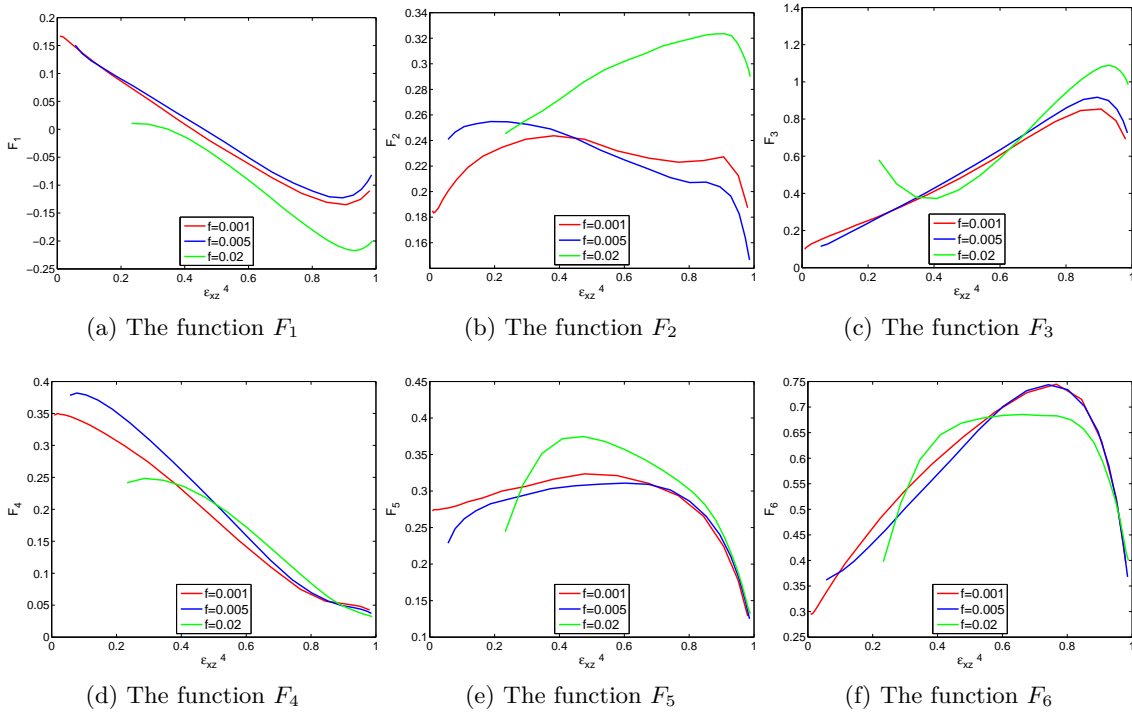 0.2
0.15
0.1
0.05
0
−0.05
−0.1
−0.15
−0.2
−0.25
F1
0 0.2 0.4 0.6 0.8 1
εxz 4
f=0.001
f=0.005
f=0.02
(a) The function F1
0.34
0.32
0.3
0.28
0.26
0.24
0.22
0.2
0.18
0.16
F2
0 0.2 0.4 0.6 0.8 1
εxz 4
f=0.001
f=0.005
f=0.02
(b) The function F2
1.4
1.2
1
0.8
0.6
0.4
0.2
0
F3
0 0.2 0.4 0.6 0.8 1
εxz 4
f=0.001
f=0.005
f=0.02
(c) The function F3
0.4
0.35
0.3
0.25
0.2
0.15
0.1
0.05
0
F4
0 0.2 0.4 0.6 0.8 1
εxz 4
f=0.001
f=0.005
f=0.02
(d) The function F4
0.45
0.4
0.35
0.3
0.25
0.2
0.15
0.1
F5
0 0.2 0.4 0.6 0.8 1
εxz 4
f=0.001
f=0.005
f=0.02
(e) The function F5
0.75
0.7
0.65
0.6
0.55
0.5
0.45
0.4
0.35
0.3
0.25
F6
0 0.2 0.4 0.6 0.8 1
εxz 4
f=0.001
f=0.005
f=0.02
(f) The function F6